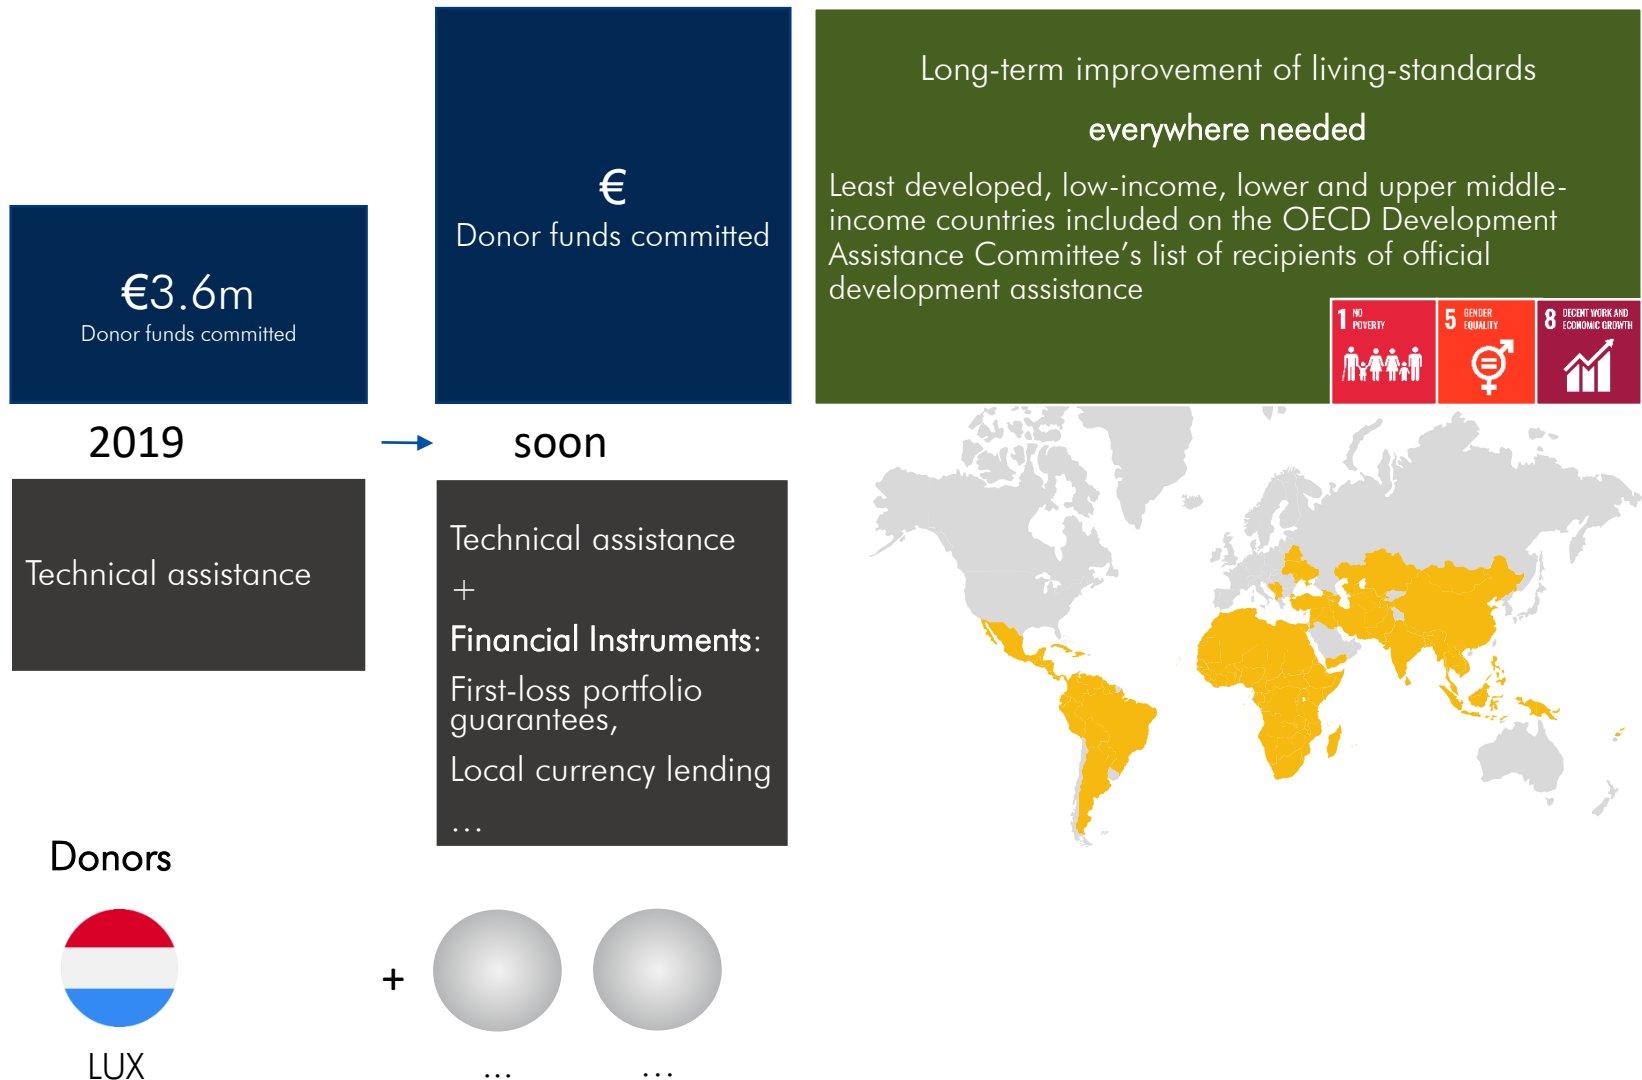 €3.6m
Donor funds committed
€
Donor funds committed
Long-term improvement of living-standards
everywhere needed
Least developed, low-income, lower and upper middle-
income countries included on the OECD Development
Assistance Committee’s list of recipients of official
development assistance
1 NO
POVERTY
5 GENDER
EQUALITY
8 DECENT WORK AND
ECONOMIC GROWTH
2019
soon
Technical assistance
Technical assistance
+
Financial Instruments:
First-loss portfolio
guarantees,
Local currency lending
...
Donors
+
LUX
...
...